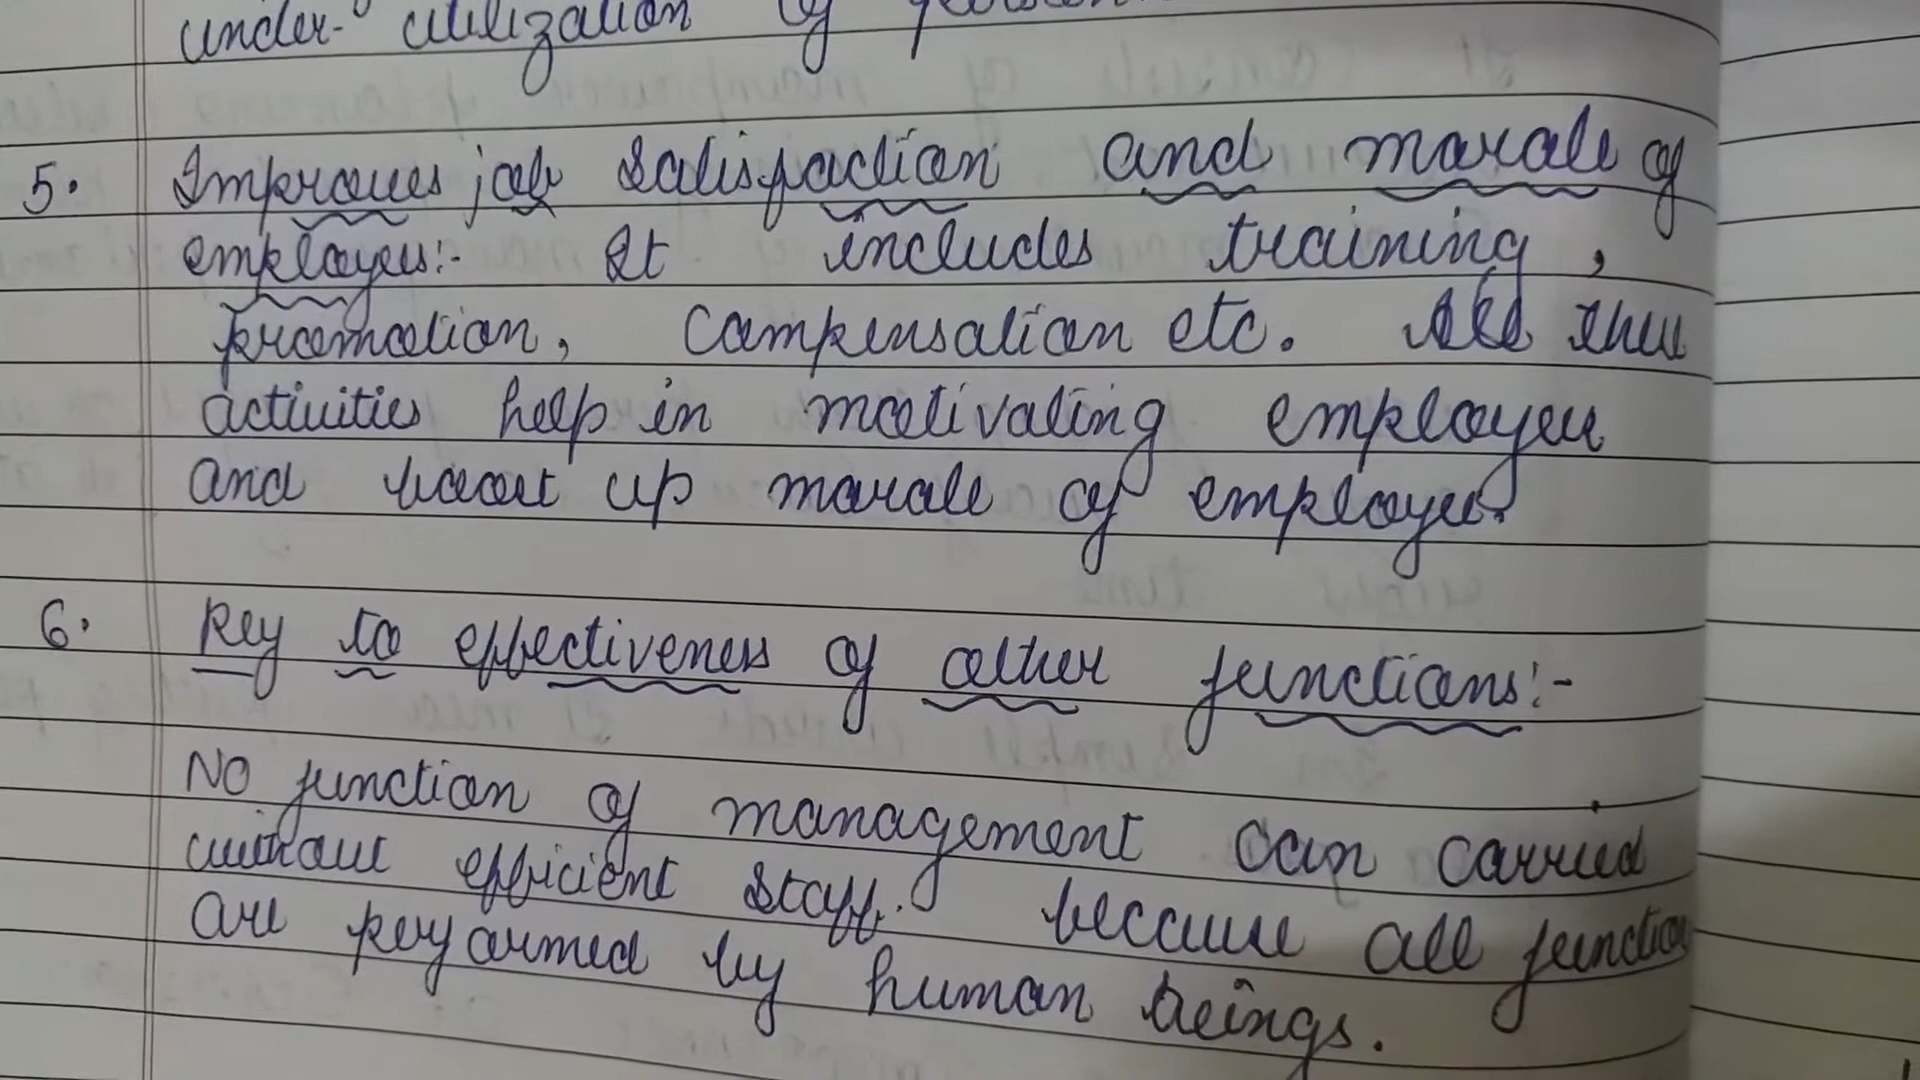 under-utilization of
5. Improves job satisfaction and morale of
employees:- It includes training,
promotion, compensation etc. All these
activities help in motivating employees
and boost up morale of employees.
6. Key to effectiveness of other functions:-
No function of management can carried
without efficient staff. because all function
are performed by human beings.